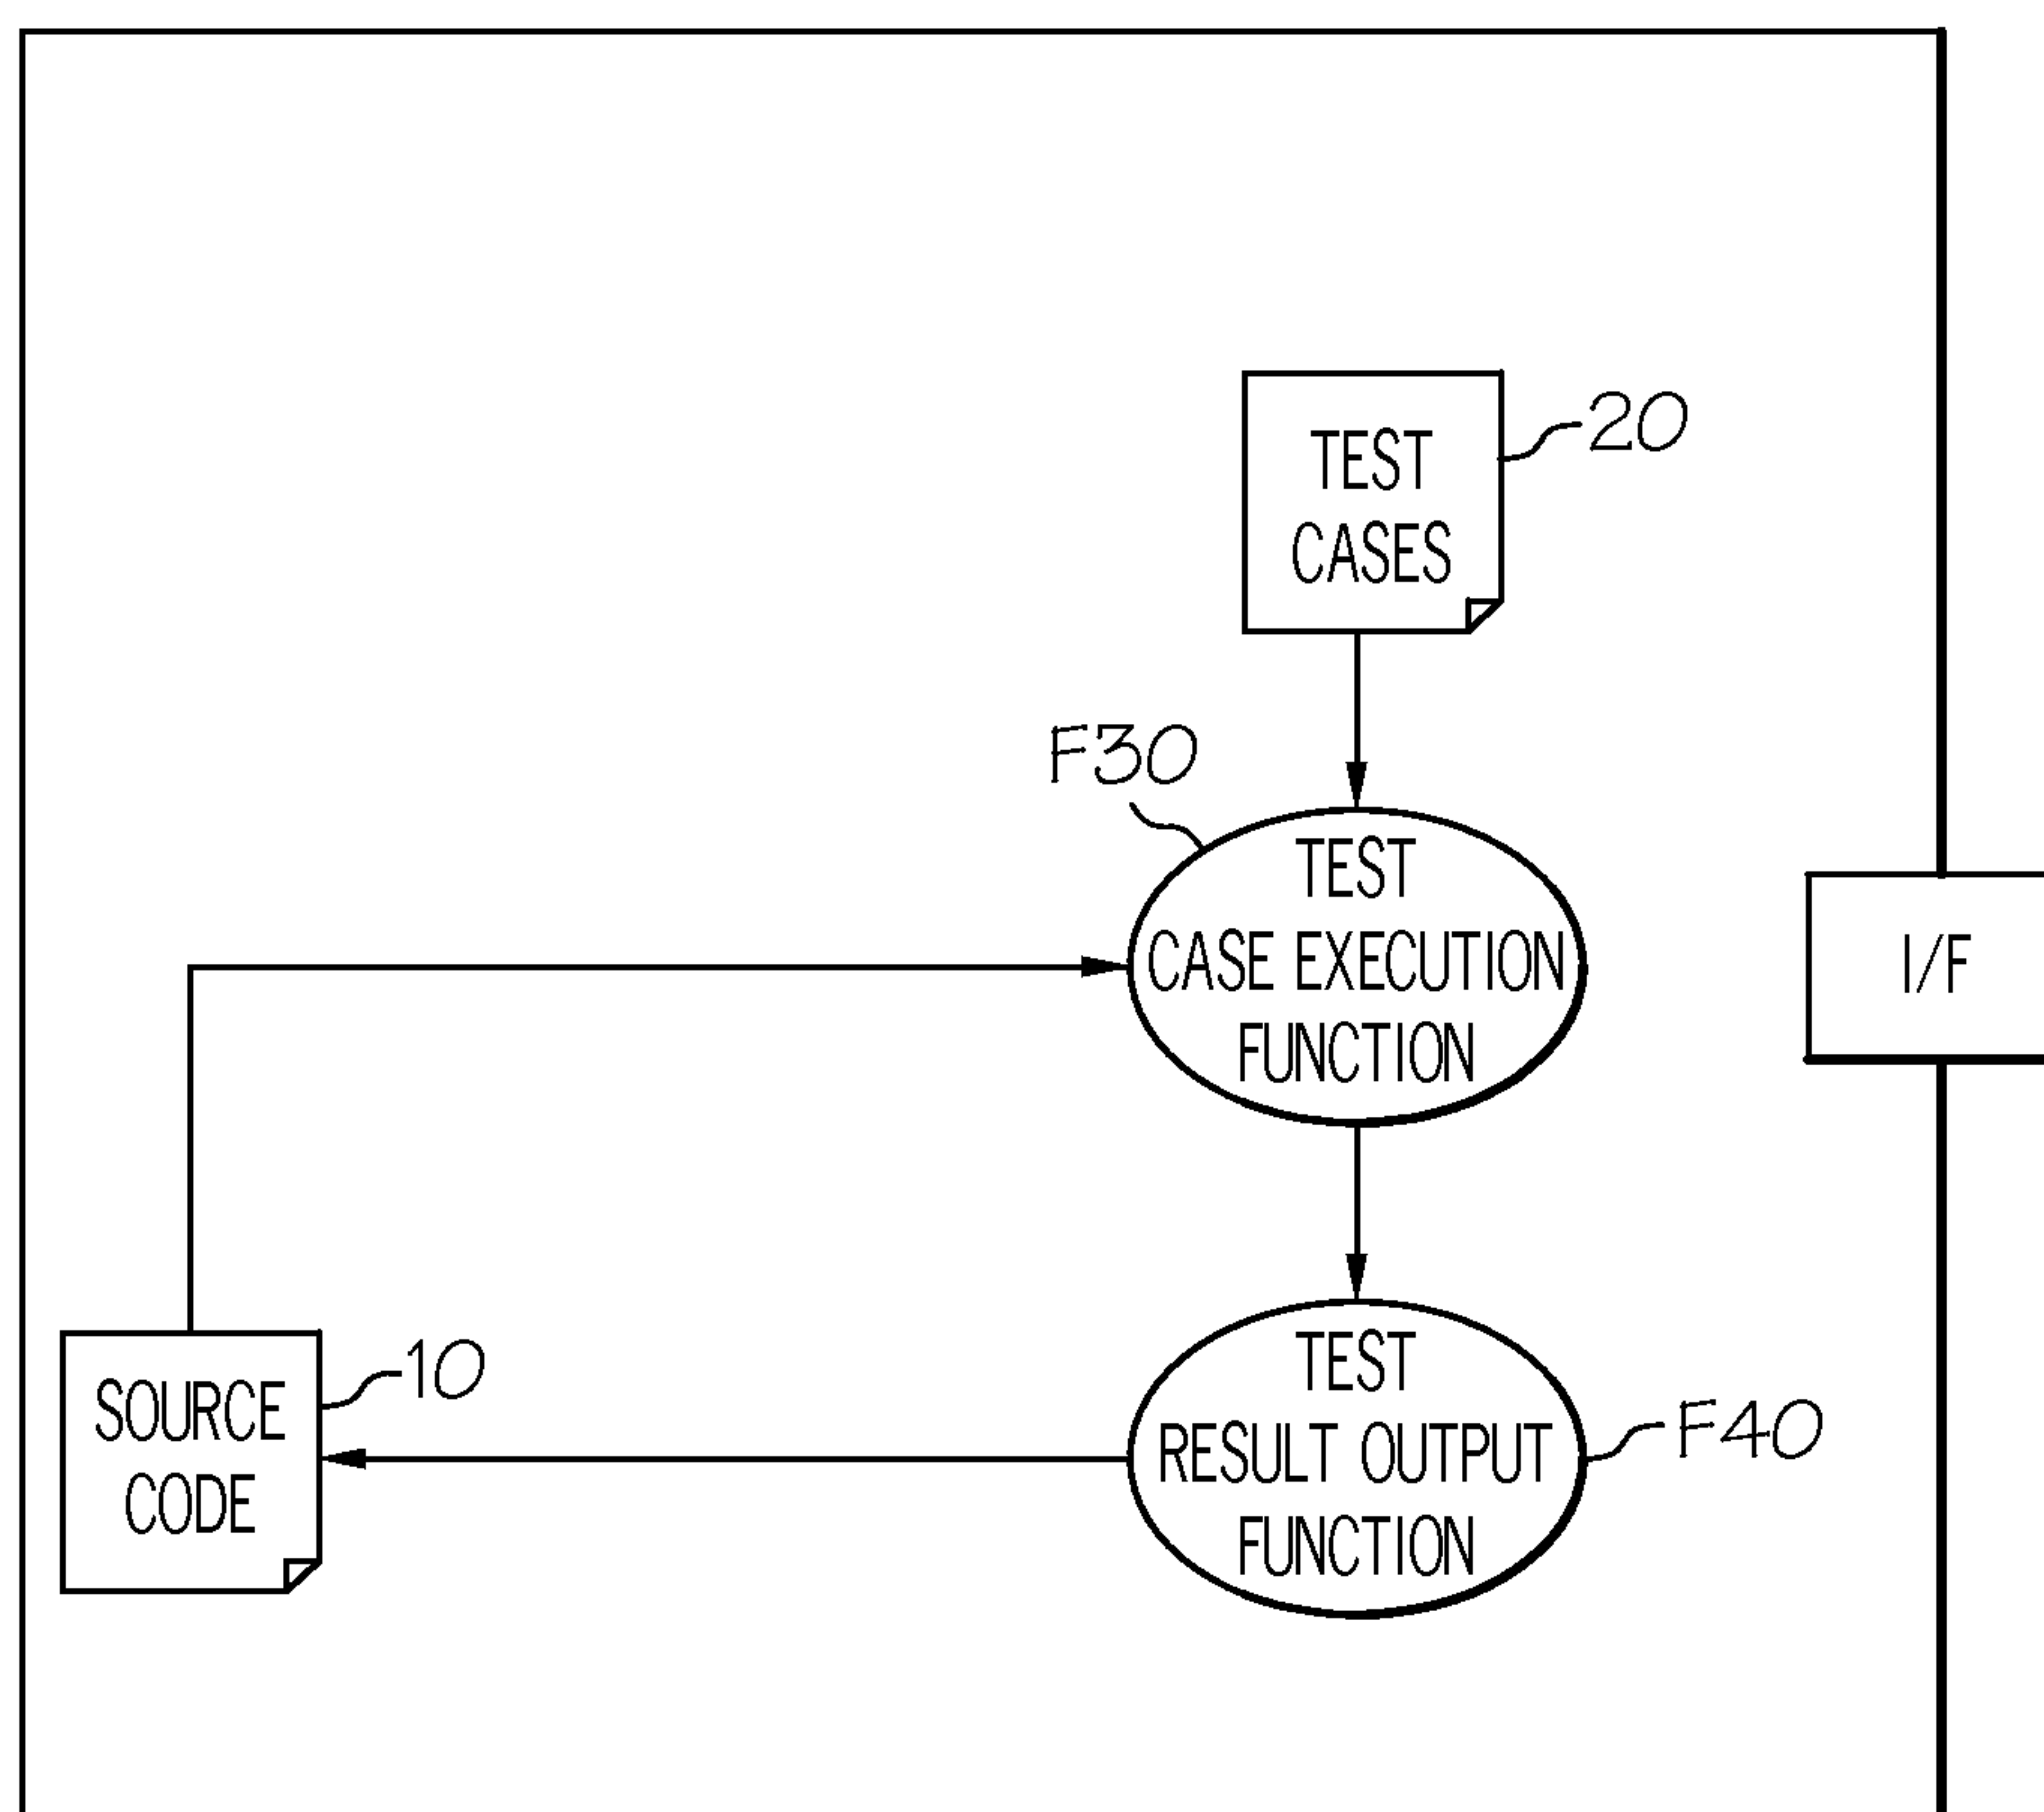 TEST
CASES
20
F30
TEST
CASE EXECUTION
FUNCTION
I/F
SOURCE
CODE
10
TEST
RESULT OUTPUT
FUNCTION
F40